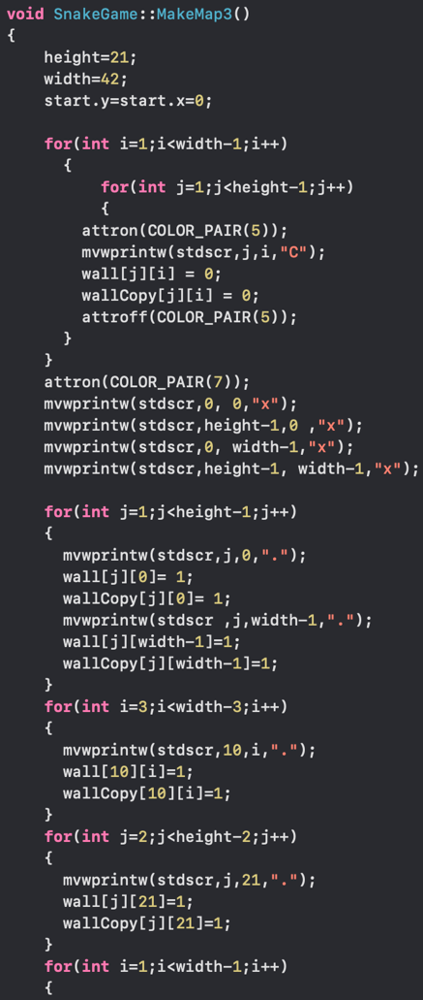 void SnakeGame::MakeMap3()
{
    height=21;
    width=42;
    start.y=start.x=0;

    for(int i=1;i<width-1;i++)
      {
          for(int j=1;j<height-1;j++)
          {
        attron(COLOR_PAIR(5));
        mvwprintw(stdscr,j,i,"C");
        wall[j][i] = 0;
        wallCopy[j][i] = 0;
        attroff(COLOR_PAIR(5));
      }
    }
    attron(COLOR_PAIR(7));
    mvwprintw(stdscr,0, 0,"x");
    mvwprintw(stdscr,height-1,0 ,"x");
    mvwprintw(stdscr,0, width-1,"x");
    mvwprintw(stdscr,height-1, width-1,"x");

    for(int j=1;j<height-1;j++)
    {
      mvwprintw(stdscr,j,0,".");
      wall[j][0]= 1;
      wallCopy[j][0]= 1;
      mvwprintw(stdscr ,j,width-1,".");
      wall[j][width-1]=1;
      wallCopy[j][width-1]=1;
    }
    for(int i=3;i<width-3;i++)
    {
      mvwprintw(stdscr,10,i,".");
      wall[10][i]=1;
      wallCopy[10][i]=1;
    }
    for(int j=2;j<height-2;j++)
    {
      mvwprintw(stdscr,j,21,".");
      wall[j][21]=1;
      wallCopy[j][21]=1;
    }
    for(int i=1;i<width-1;i++)
    {